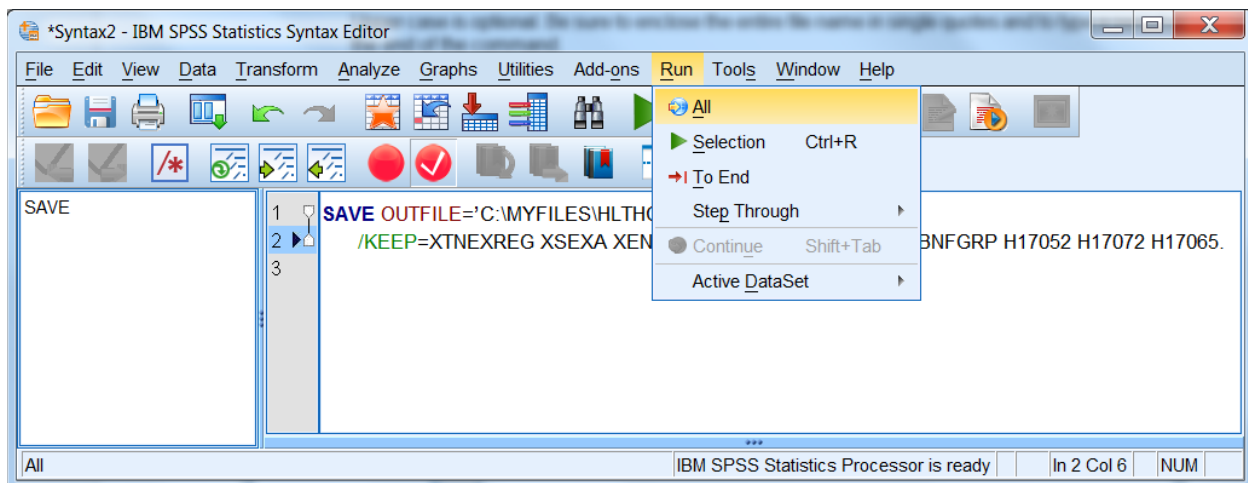 *Syntax2 - IBM SPSS Statistics Syntax Editor
File Edit View Data Transform Analyze Graphs Utilities Add-ons Run Tools Window Help
All
Selection Ctrl+R
To End
Step Through
Continue Shift+Tab
Active DataSet
SAVE
1 SAVE OUTFILE='C:\MYFILES\HLTH
2 /KEEP=XTNEXREG XSEXA XEN BNFGRP H17052 H17072 H17065.
3
All IBM SPSS Statistics Processor is ready In 2 Col 6 NUM